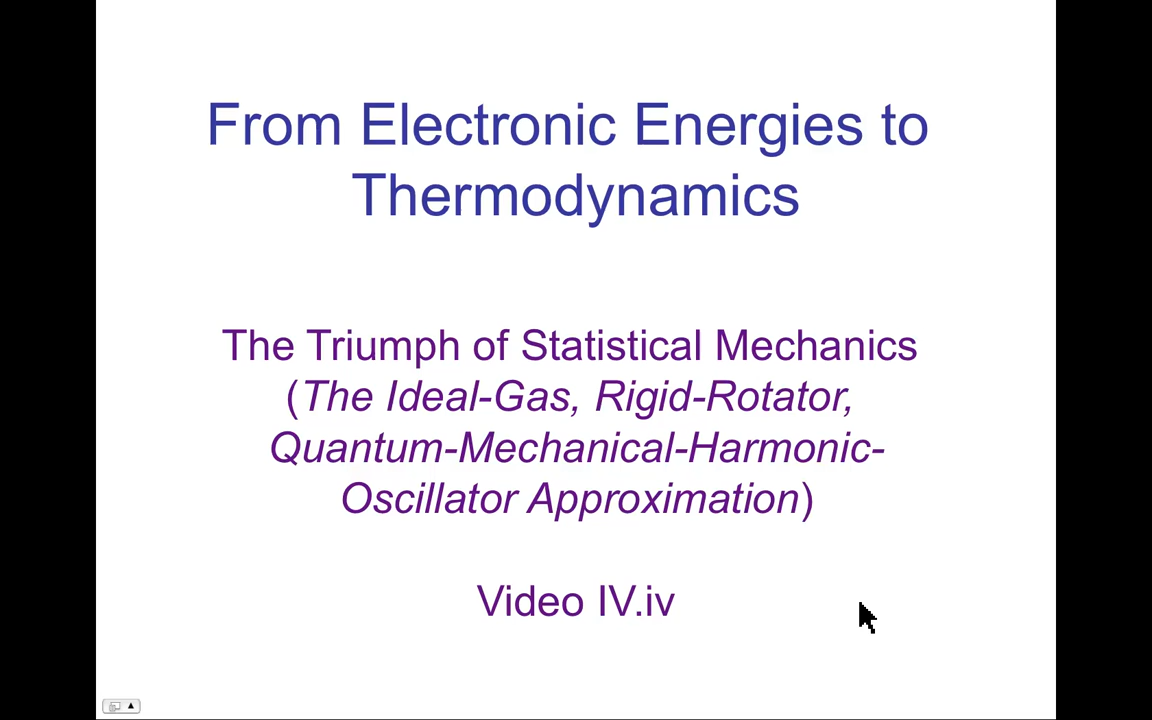 From Electronic Energies to
Thermodynamics
The Triumph of Statistical Mechanics
(The Ideal-Gas, Rigid-Rotator,
Quantum-Mechanical-Harmonic-
Oscillator Approximation)
Video IV.iv